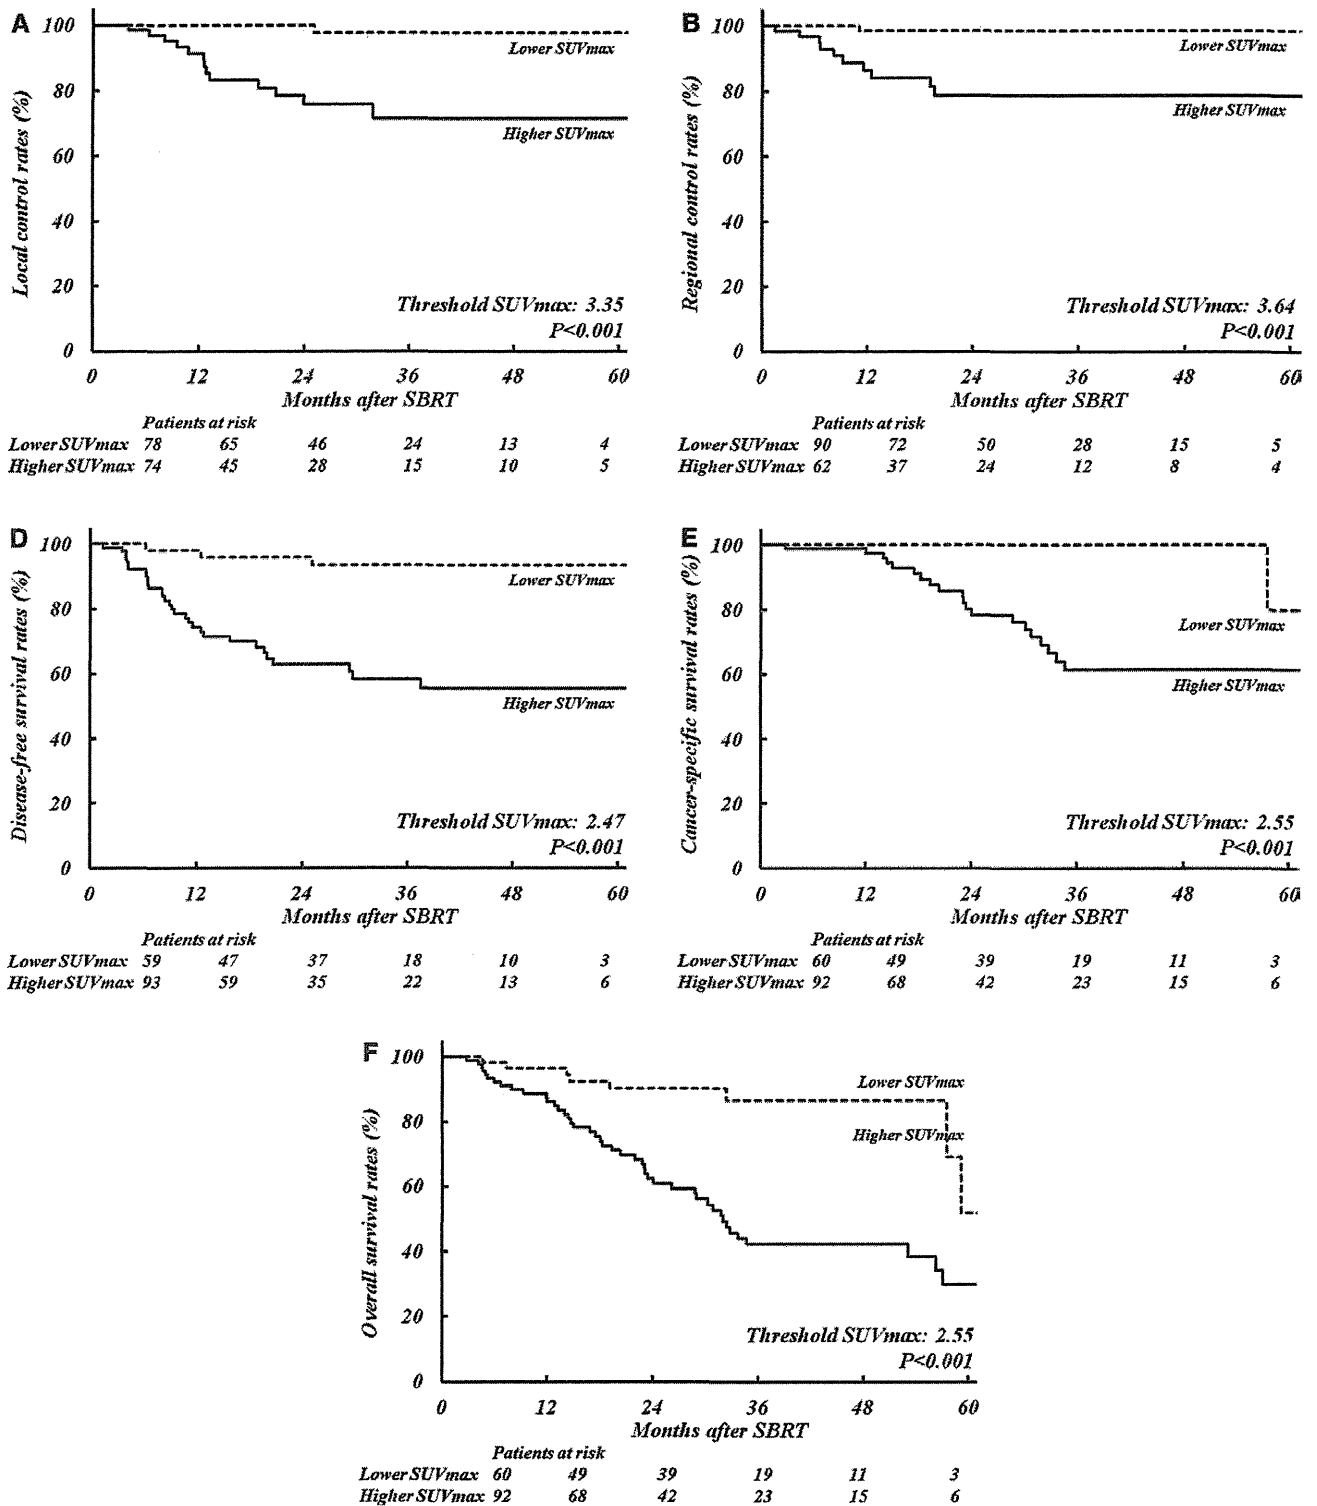 A
Local control rates (%)
100
80
60
40
20
0
Lower SUVmax
Higher SUVmax
Threshold SUVmax: 3.35
P<0.001
0 12 24 36 48 60
Months after SBRT
Patients at risk
Lower SUVmax 78 65 46 24 13 4
Higher SUVmax 74 45 28 15 10 5
B
Regional control rates (%)
100
80
60
40
20
0
Lower SUVmax
Higher SUVmax
Threshold SUVmax: 3.64
P<0.001
0 12 24 36 48 60
Months after SBRT
Patients at risk
Lower SUVmax 90 72 50 28 15 5
Higher SUVmax 62 37 24 12 8 4
D
Disease-free survival rates (%)
100
80
60
40
20
0
Lower SUVmax
Higher SUVmax
Threshold SUVmax: 2.47
P<0.001
0 12 24 36 48 60
Months after SBRT
Patients at risk
Lower SUVmax 59 47 37 18 10 3
Higher SUVmax 93 59 35 22 13 6
E
Cancer-specific survival rates (%)
100
80
60
40
20
0
Lower SUVmax
Higher SUVmax
Threshold SUVmax: 2.55
P<0.001
0 12 24 36 48 60
Months after SBRT
Patients at risk
Lower SUVmax 60 49 39 19 11 3
Higher SUVmax 92 68 42 23 15 6
F
Overall survival rates (%)
100
80
60
40
20
0
Lower SUVmax
Higher SUVmax
Threshold SUVmax: 2.55
P<0.001
0 12 24 36 48 60
Months after SBRT
Patients at risk
Lower SUVmax 60 49 39 19 11 3
Higher SUVmax 92 68 42 23 15 6